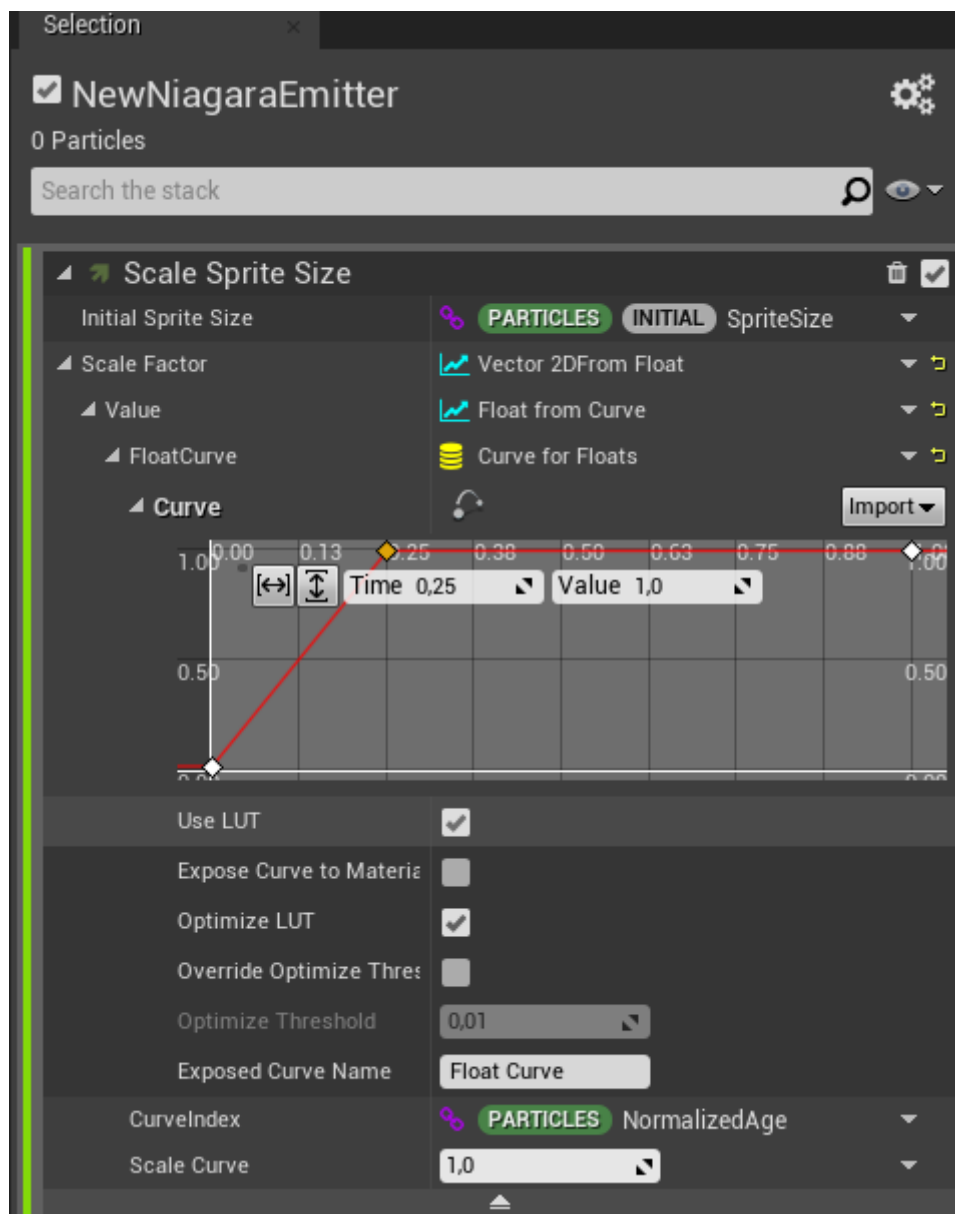 Selection
NewNiagaraEmitter
0 Particles
Search the stack
Scale Sprite Size
Initial Sprite Size PARTICLES INITIAL SpriteSize
Scale Factor Vector 2DFrom Float
Value Float from Curve
FloatCurve Curve for Floats
Curve Import
1.00 0.00 0.13 0.25 0.38 0.50 0.63 0.75 0.88 1.00
Time 0,25 Value 1,0
0.50 0.50
0.00 0.00
Use LUT
Expose Curve to Materia
Optimize LUT
Override Optimize Thres
Optimize Threshold 0,01
Exposed Curve Name Float Curve
CurveIndex PARTICLES NormalizedAge
Scale Curve 1,0